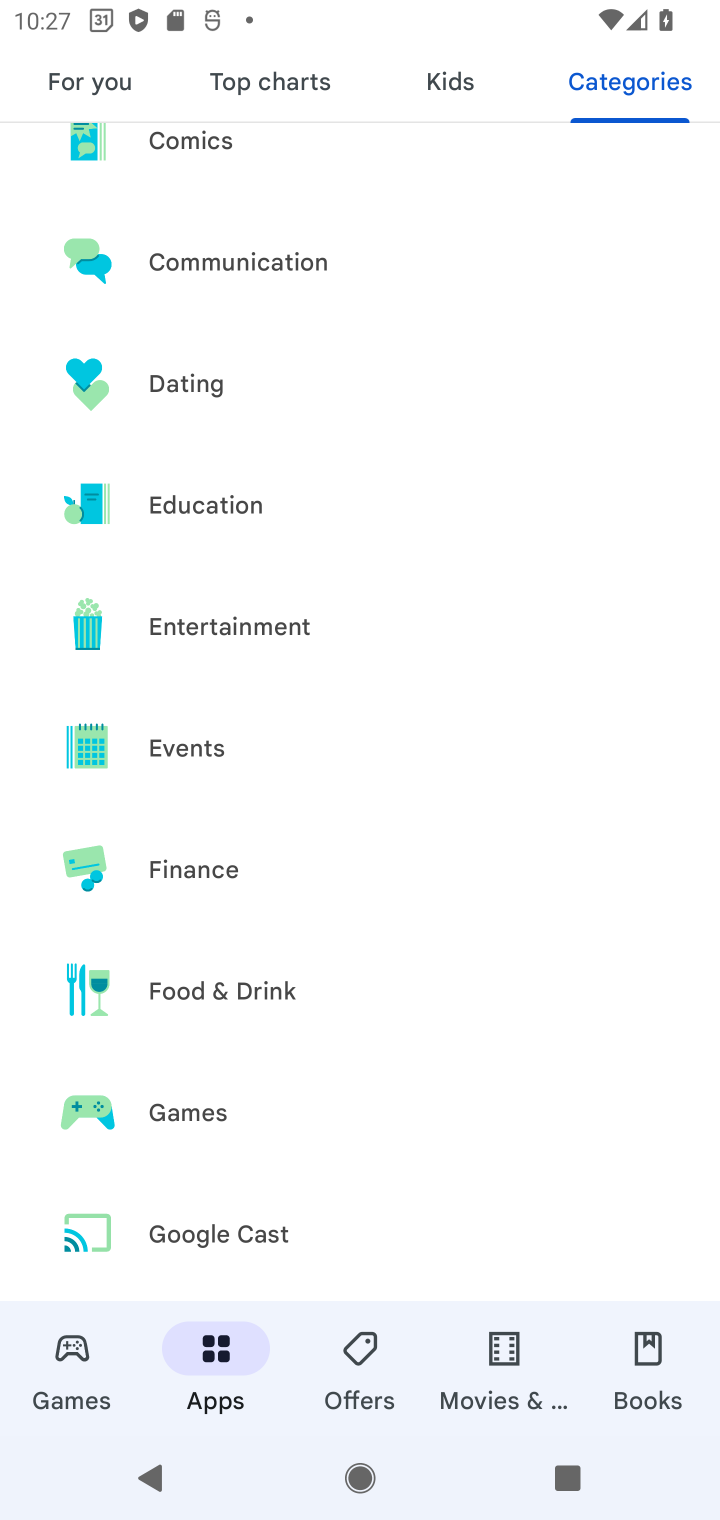 10:27
31
For you
Top charts
Kids
Categories
Comics
Communication
Dating
Education
Entertainment
Events
Finance
Food & Drink
Games
Google Cast
Games
Apps
Offers
Movies & ...
Books